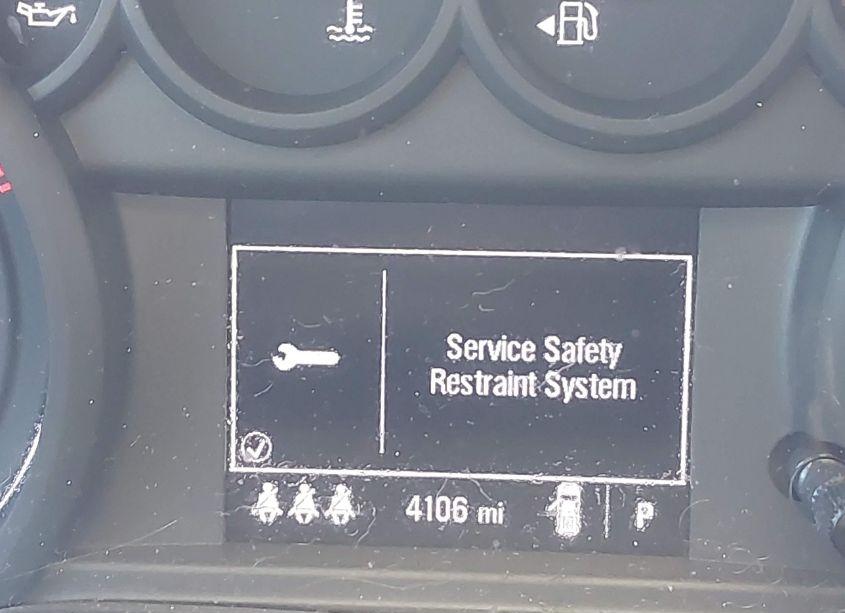 Service Safety
Restraint System
4106 mi
P